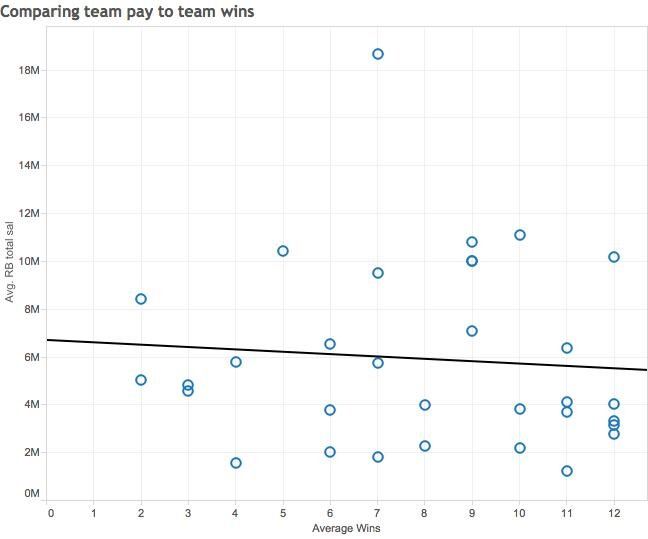 Comparing team pay to team wins
18M
16M
14M
12M
10M
8M
6M
4M
2M
0M
Avg. RB total sal
0 1 2 3 4 5 6 7 8 9 10 11 12
Average Wins